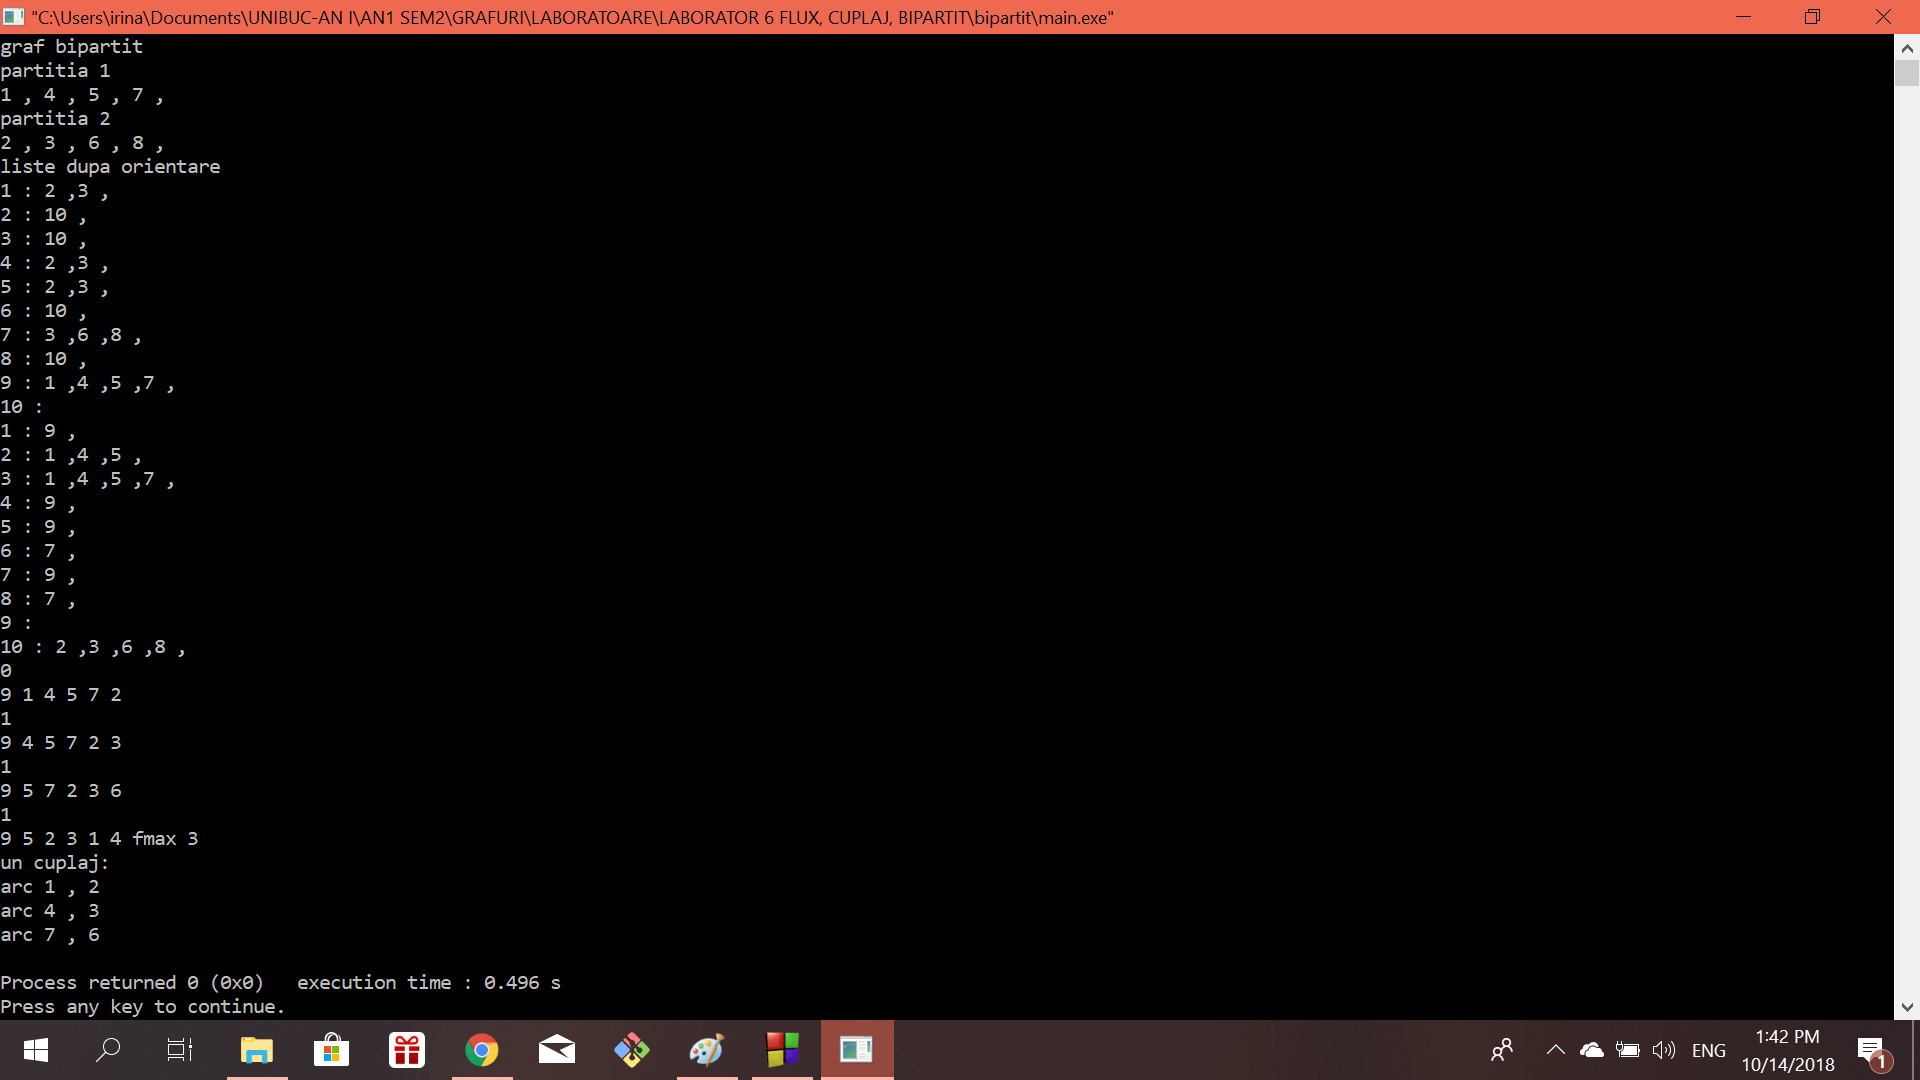 "C:\Users\irina\Documents\UNIBUC-AN I\AN1 SEM2\GRAFURI\LABORATOARE\LABORATOR 6 FLUX, CUPLAJ, BIPARTIT\bipartit\main.exe"
graf bipartit
partitia 1
1 , 4 , 5 , 7 ,
partitia 2
2 , 3 , 6 , 8 ,
liste dupa orientare
1 : 2 ,3 ,
2 : 10 ,
3 : 10 ,
4 : 2 ,3 ,
5 : 2 ,3 ,
6 : 10 ,
7 : 3 ,6 ,8 ,
8 : 10 ,
9 : 1 ,4 ,5 ,7 ,
10 :
1 : 9 ,
2 : 1 ,4 ,5 ,
3 : 1 ,4 ,5 ,7 ,
4 : 9 ,
5 : 9 ,
6 : 7 ,
7 : 9 ,
8 : 7 ,
9 :
10 : 2 ,3 ,6 ,8 ,
0
9 1 4 5 7 2
1
9 4 5 7 2 3
1
9 5 7 2 3 6
1
9 5 2 3 1 4 fmax 3
un cuplaj:
arc 1 , 2
arc 4 , 3
arc 7 , 6
Process returned 0 (0x0)   execution time : 0.496 s
Press any key to continue.
ENG
1:42 PM
10/14/2018
1